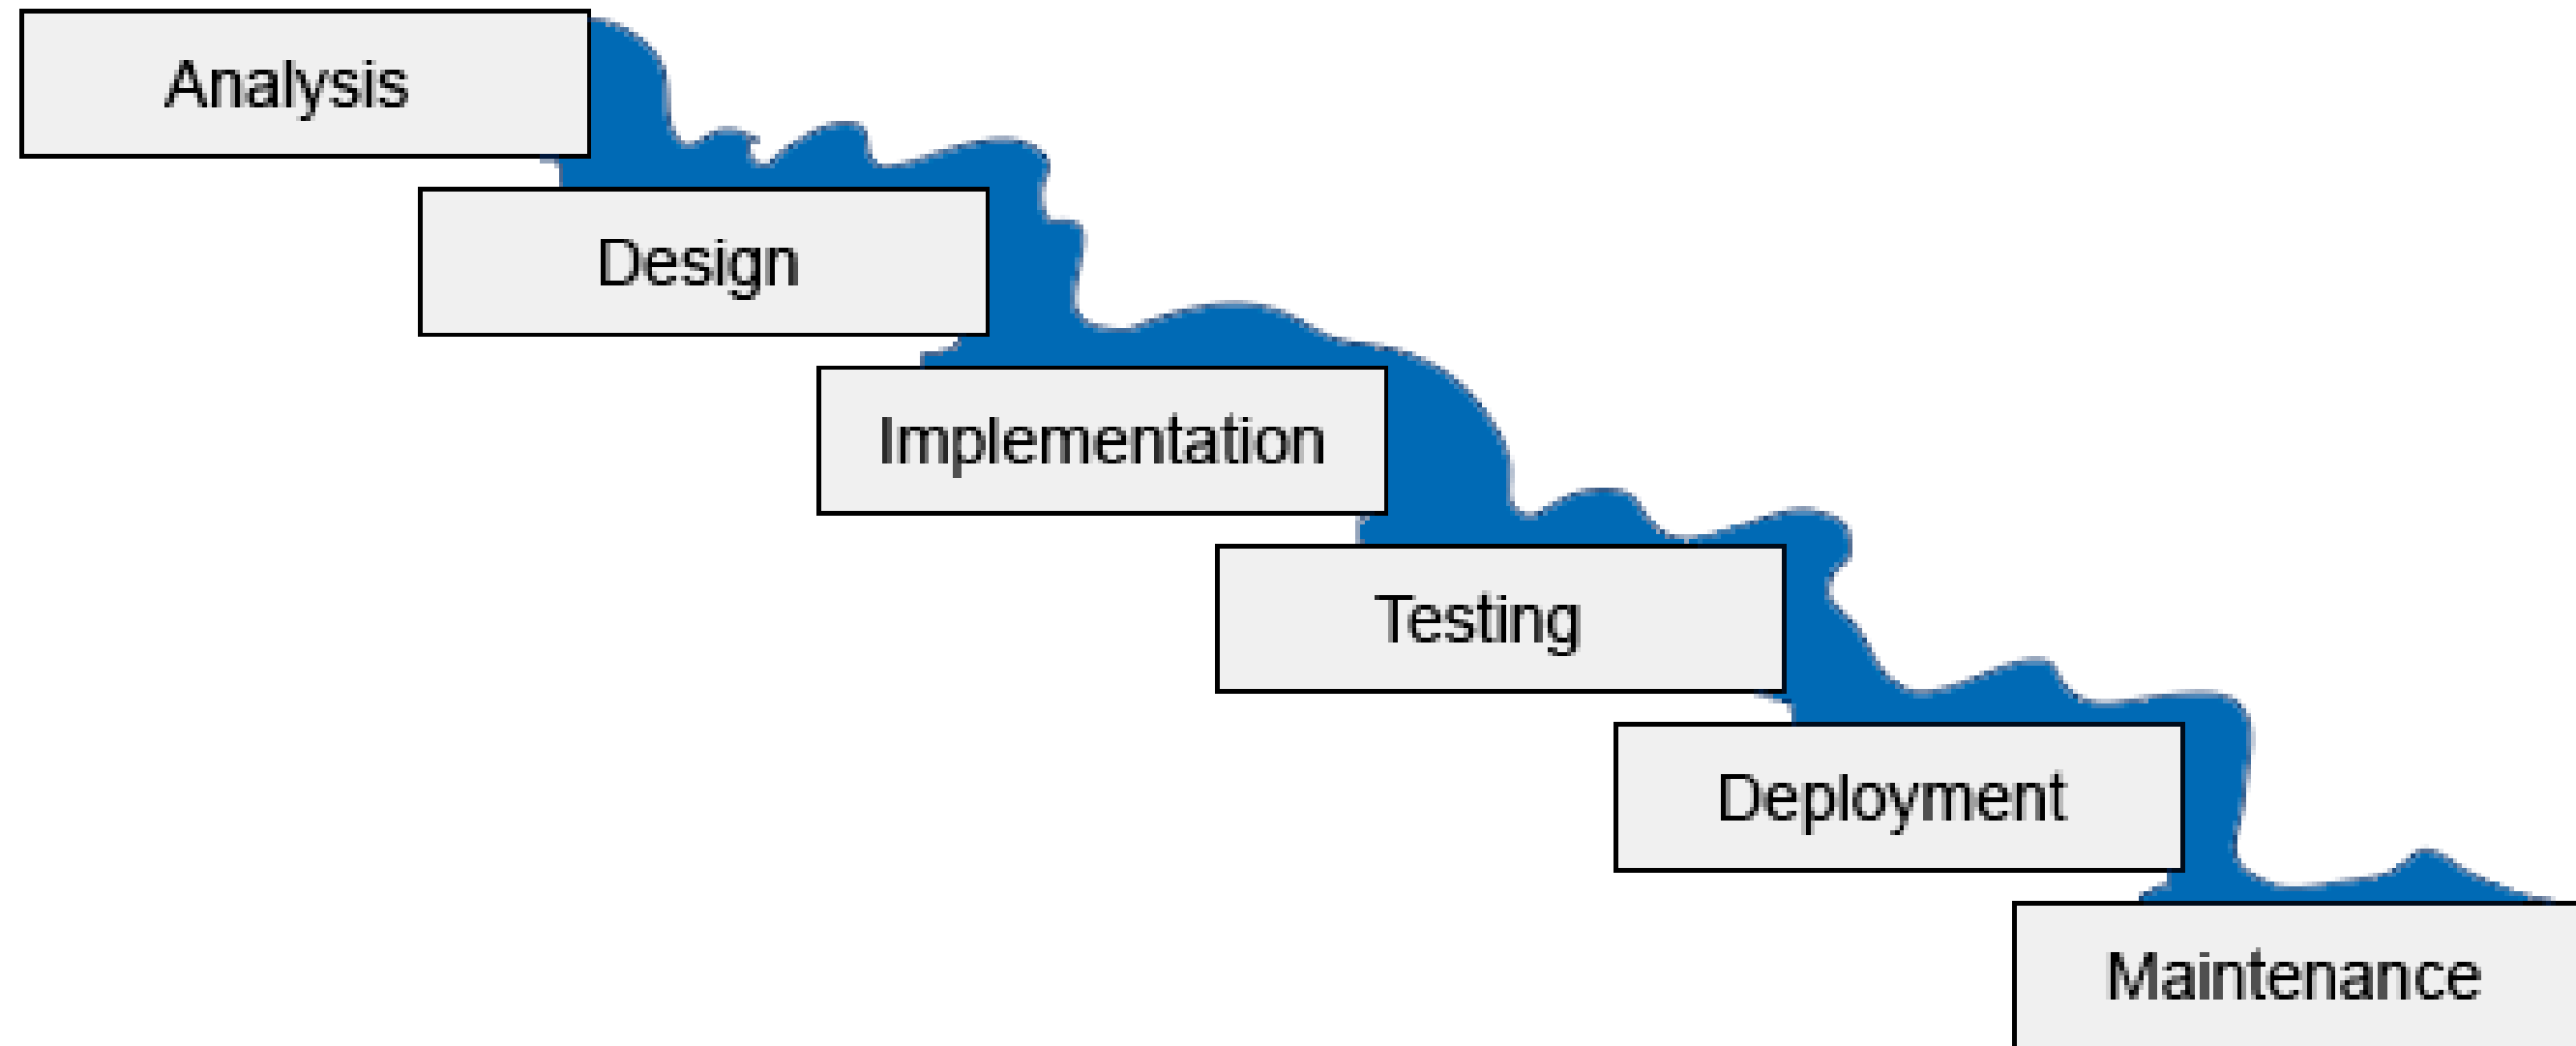 Analysis
Design
Implementation
Testing
Deployment
Maintenance